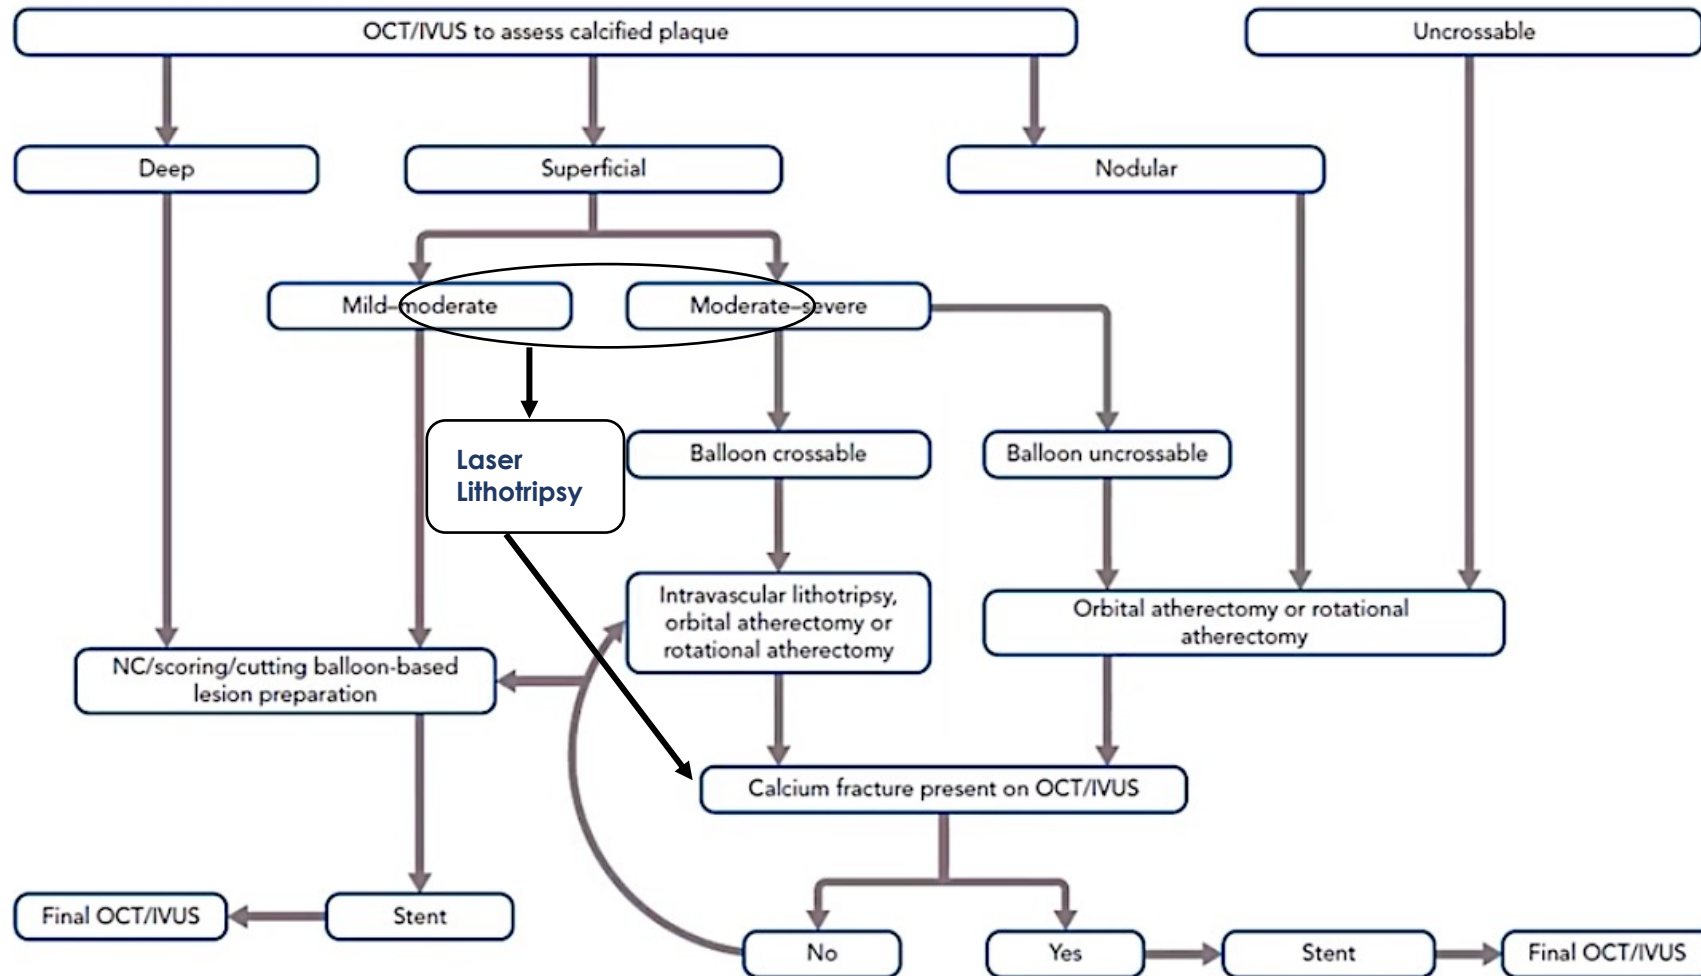 OCT/IVUS to assess calcified plaque
Uncrossable
Deep
Superficial
Nodular
Mild–moderate
Moderate–severe
Laser
Lithotripsy
Balloon crossable
Balloon uncrossable
Intravascular lithotripsy,
orbital atherectomy or
rotational atherectomy
Orbital atherectomy or rotational
atherectomy
NC/scoring/cutting balloon-based
lesion preparation
Calcium fracture present on OCT/IVUS
Final OCT/IVUS
Stent
No
Yes
Stent
Final OCT/IVUS